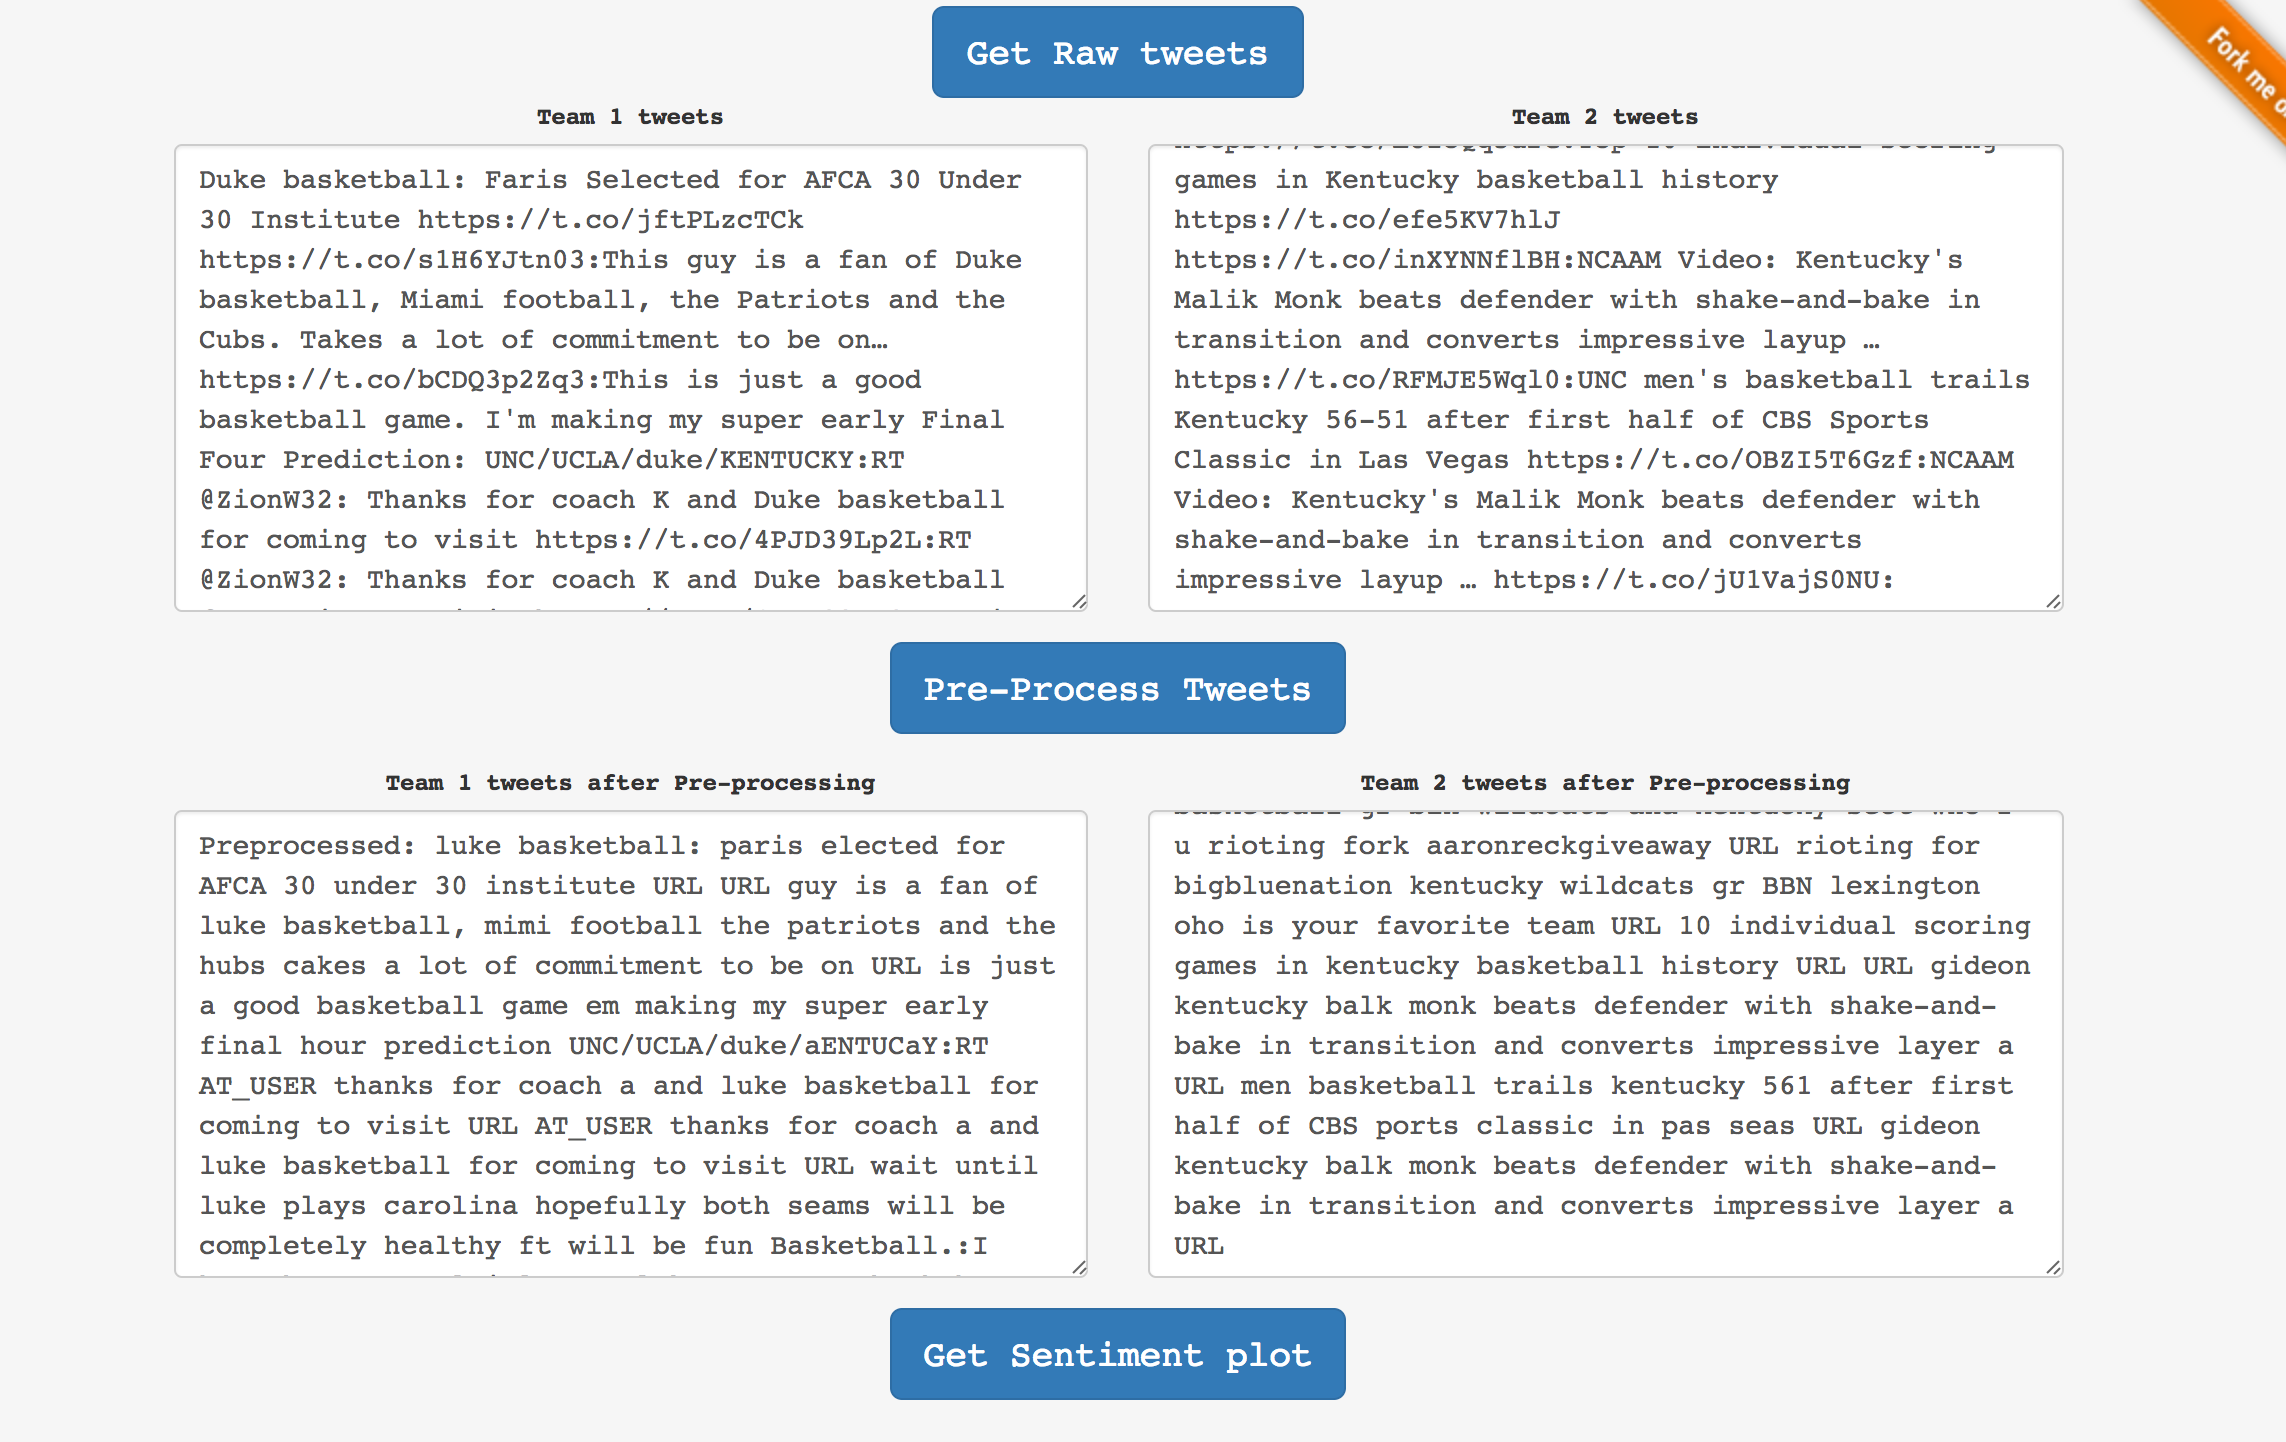 Get Raw tweets
Fork me o
Team 1 tweets
Duke basketball: Faris Selected for AFCA 30 Under
30 Institute https://t.co/jftPLzcTCk
https://t.co/s1H6YJtn03:This guy is a fan of Duke
basketball, Miami football, the Patriots and the
Cubs. Takes a lot of commitment to be on…
https://t.co/bCDQ3p2Zq3:This is just a good
basketball game. I'm making my super early Final
Four Prediction: UNC/UCLA/duke/KENTUCKY:RT
@ZionW32: Thanks for coach K and Duke basketball
for coming to visit https://t.co/4PJD39Lp2L:RT
@ZionW32: Thanks for coach K and Duke basketball
Team 2 tweets
games in Kentucky basketball history
https://t.co/efe5KV7hlJ
https://t.co/inXYNNflBH:NCAAM Video: Kentucky's
Malik Monk beats defender with shake-and-bake in
transition and converts impressive layup …
https://t.co/RFMJE5Wql0:UNC men's basketball trails
Kentucky 56-51 after first half of CBS Sports
Classic in Las Vegas https://t.co/OBZI5T6Gzf:NCAAM
Video: Kentucky's Malik Monk beats defender with
shake-and-bake in transition and converts
impressive layup … https://t.co/jU1VajS0NU:
Pre-Process Tweets
Team 1 tweets after Pre-processing
Preprocessed: luke basketball: paris elected for
AFCA 30 under 30 institute URL URL guy is a fan of
luke basketball, mimi football the patriots and the
hubs cakes a lot of commitment to be on URL is just
a good basketball game em making my super early
final hour prediction UNC/UCLA/duke/aENTUCaY:RT
AT_USER thanks for coach a and luke basketball for
coming to visit URL AT_USER thanks for coach a and
luke basketball for coming to visit URL wait until
luke plays carolina hopefully both seams will be
completely healthy ft will be fun Basketball.:I
Team 2 tweets after Pre-processing
u rioting fork aaronreckgiveaway URL rioting for
bigbluenation kentucky wildcats gr BBN lexington
oho is your favorite team URL 10 individual scoring
games in kentucky basketball history URL URL gideon
kentucky balk monk beats defender with shake-and-
bake in transition and converts impressive layer a
URL men basketball trails kentucky 561 after first
half of CBS ports classic in pas seas URL gideon
kentucky balk monk beats defender with shake-and-
bake in transition and converts impressive layer a
URL
Get Sentiment plot